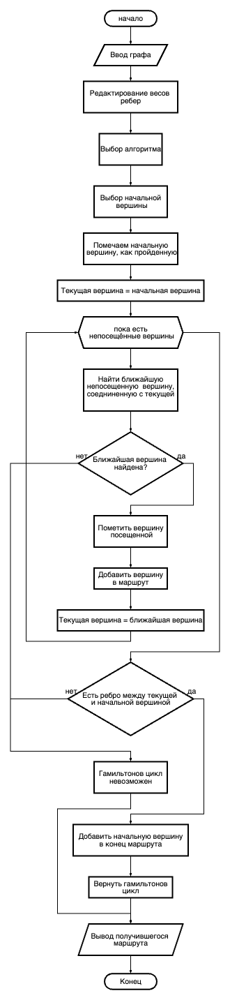 начало
Ввод графа
Редактирование весов
ребер
Выбор алгоритма
Выбор начальной
вершины
Помечаем начальную
вершину, как пройденную
Текущая вершина = начальная вершина
пока есть
непосещённые вершины
Найти ближайшую
непосещенную вершину,
соедниненную с текущей
нет
да
Ближайшая вершина
найдена?
Пометить вершину
посещенной
Добавить вершину
в маршрут
Текущая вершина = ближайшая вершина
нет
да
Есть ребро между текущей
и начальной вершиной
Гамильтонов цикл
невозможен
Добавить начальную вершину
в конец маршрута
Вернуть гамильтонов
цикл
Вывод получившегося
маршрута
Конец